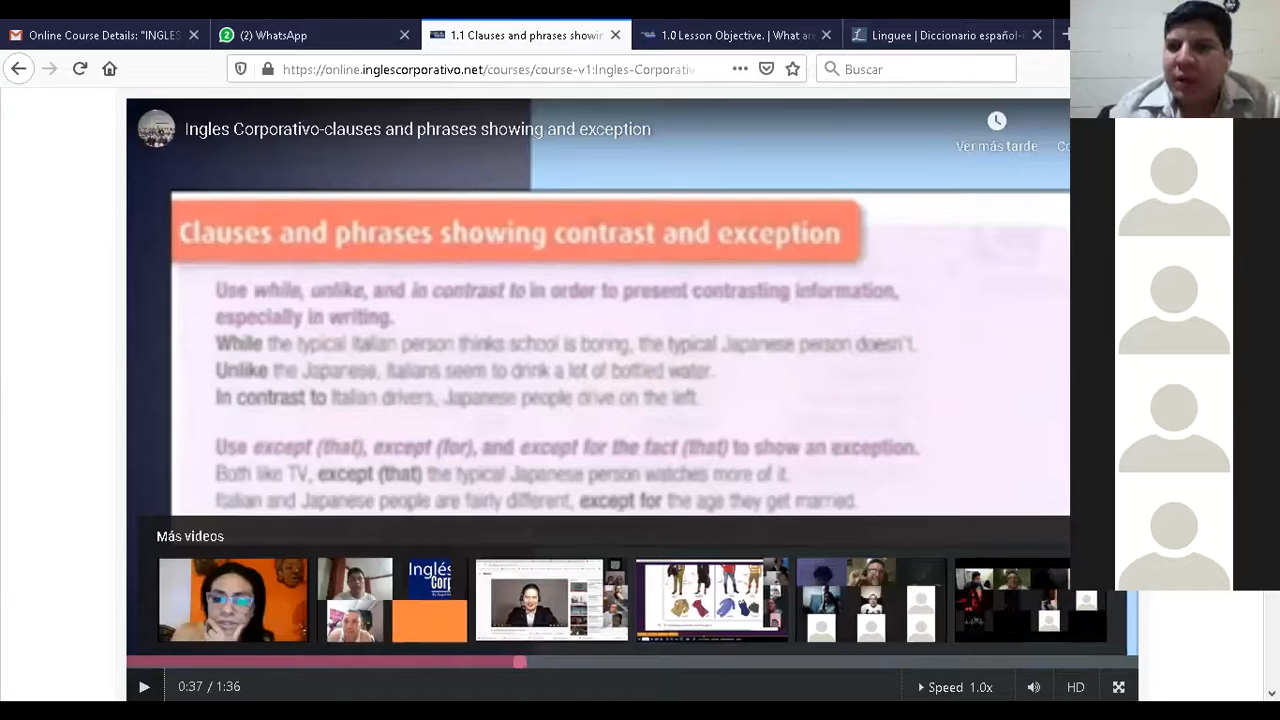 Online Course Details: "INGLES
(2) WhatsApp
1.1 Clauses and phrases showin
1.0 Lesson Objective. | What ar
Linguee | Diccionario español-
https://online.inglescorporativo.net/courses/course-v1:Ingles-Corporativ
Buscar
Ingles Corporativo-clauses and phrases showing and exception
Ver más tarde
Co
Clauses and phrases showing contrast and exception
Use while, unlike, and in contrast to in order to present contrasting information,
especially in writing.
While the typical Italian person thinks school is boring, the typical Japanese person doesn't.
Unlike the Japanese, Italians seem to drink a lot of bottled water.
In contrast to Italian drivers, Japanese people drive on the left.
Use except (that), except (for), and except for the fact (that) to show an exception.
Both like TV, except (that) the typical Japanese person watches more of it.
Italian and Japanese people are fairly different, except for the age they get married.
Más videos
Inglés
Corp
0:37 / 1:36
Speed 1.0x
HD